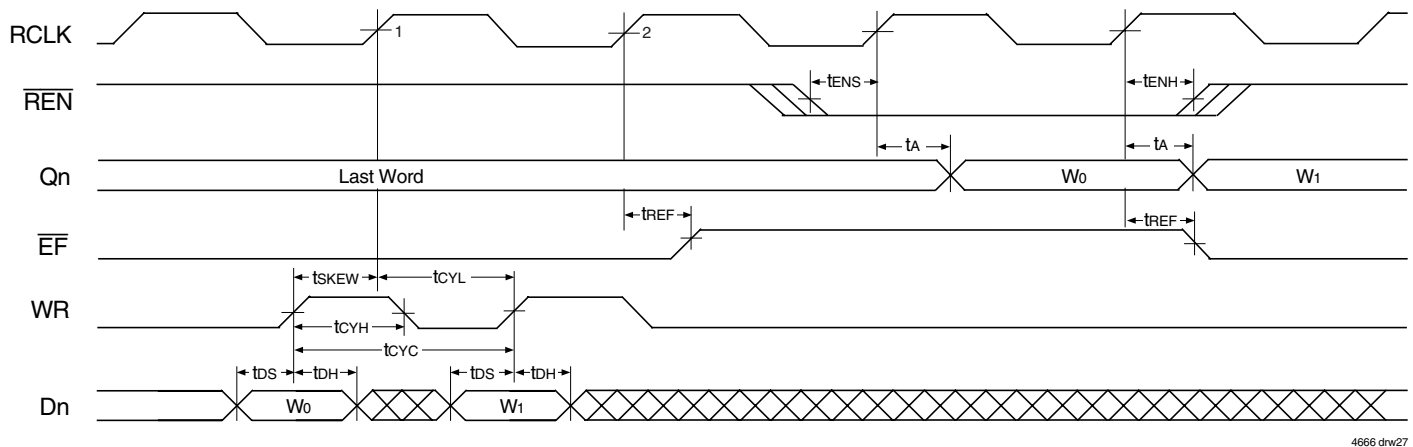 RCLK 1 2
REN tENS tENH
tA tA
Qn Last Word W0 W1
tREF tREF
EF
tSKEW tCYL
WR
tCYH
tCYC
tDS tDH tDS tDH
Dn W0 W1
4666 drw27